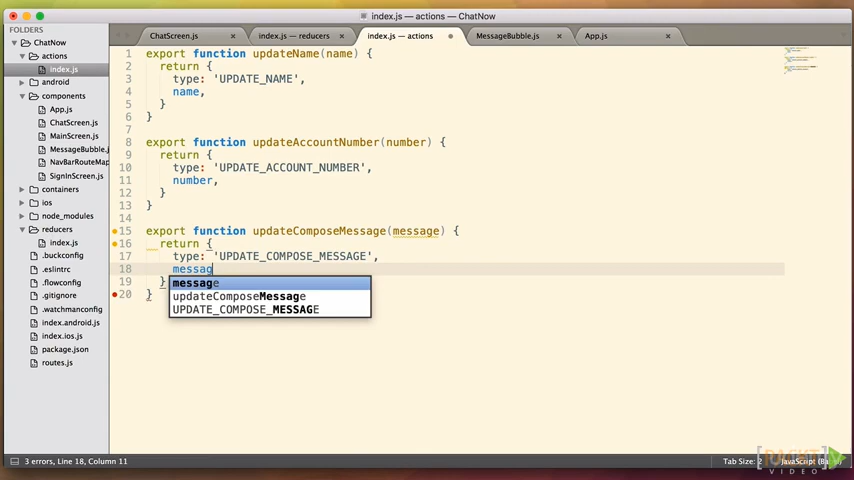 index.js — actions — ChatNow
FOLDERS
ChatNow
actions
index.js
android
components
App.js
ChatScreen.js
MainScreen.js
MessageBubble.js
NavBarRouteMap
SignInScreen.js
containers
ios
node_modules
reducers
index.js
.buckconfig
.eslintrc
.flowconfig
.gitignore
.watchmanconfig
index.android.js
index.ios.js
package.json
routes.js
ChatScreen.js
index.js — reducers
index.js — actions
MessageBubble.js
App.js
1 export function updateName(name) {
2 return {
3 type: 'UPDATE_NAME',
4 name,
5 }
6 }
7
8 export function updateAccountNumber(number) {
9 return {
10 type: 'UPDATE_ACCOUNT_NUMBER',
11 number,
12 }
13 }
14
15 export function updateComposeMessage(message) {
16 return {
17 type: 'UPDATE_COMPOSE_MESSAGE',
18 messag
19 }
20 }
message
updateComposeMessage
UPDATE_COMPOSE_MESSAGE
3 errors, Line 18, Column 11
Tab Size: 2
JavaScript
PACKT
VIDEO